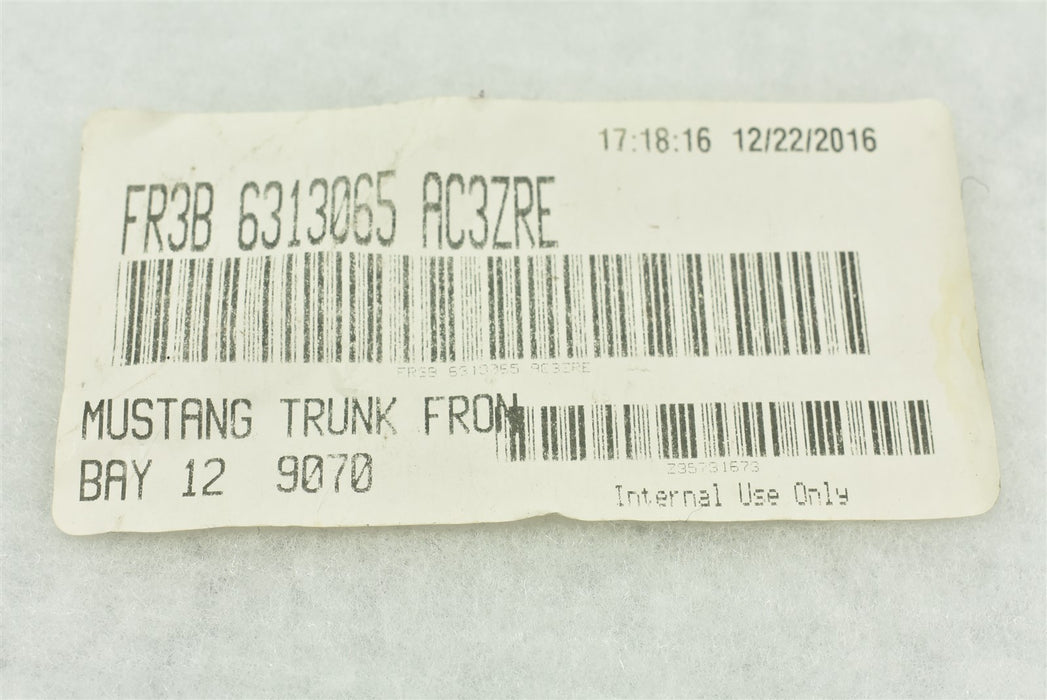 17:18:16 12/22/2016
FR3B 6313065 AC3ZRE
FR3B 6313065 AC3ZRE
MUSTANG TRUNK FRON
BAY 12 9070
Z35731673
Internal Use Only